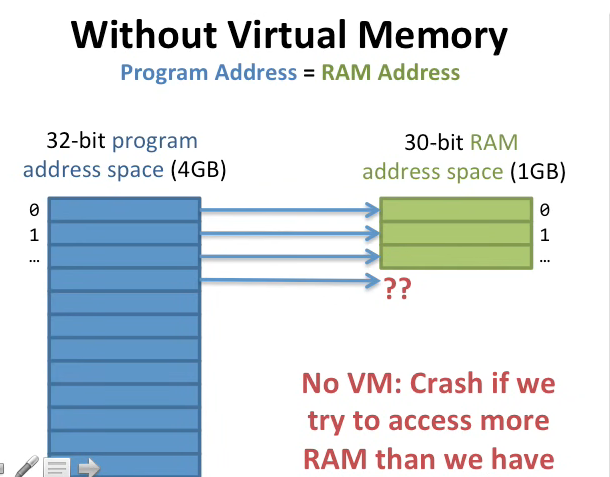 Without Virtual Memory
Program Address = RAM Address
32-bit program
address space (4GB)
30-bit RAM
address space (1GB)
0
1
…
0
1
…
??
No VM: Crash if we
try to access more
RAM than we have